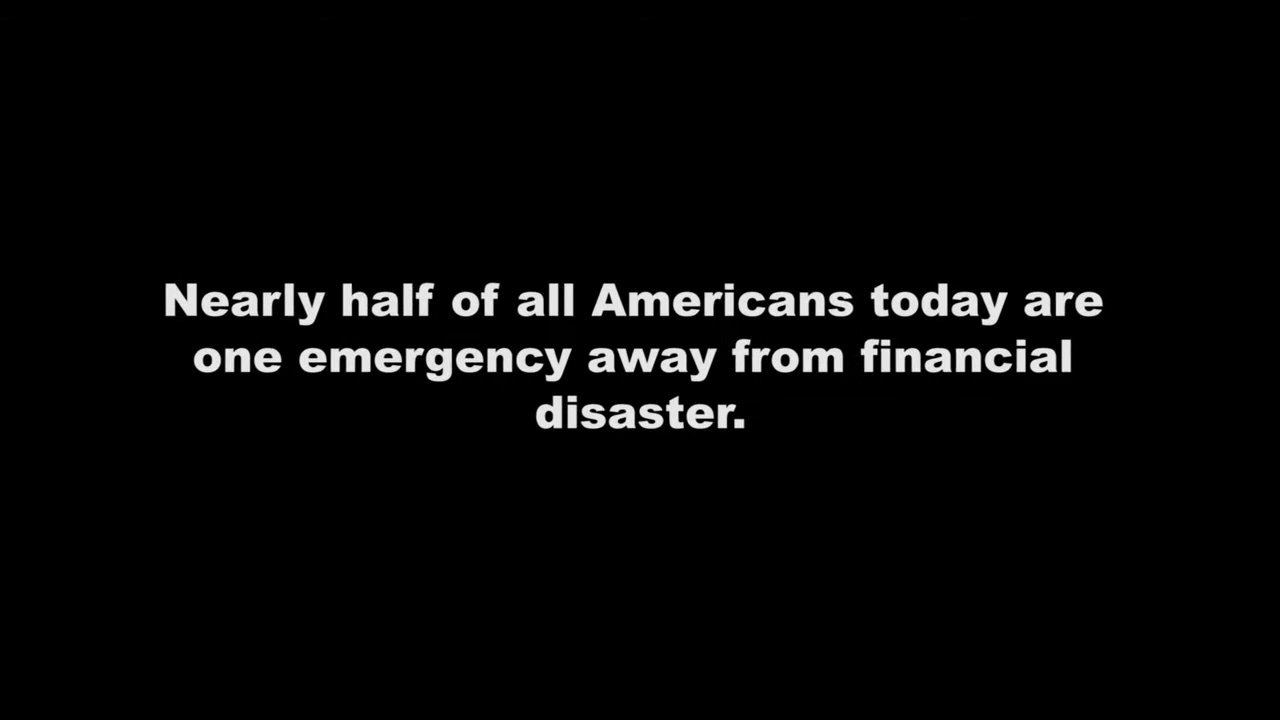 Nearly half of all Americans today are
one emergency away from financial
disaster.